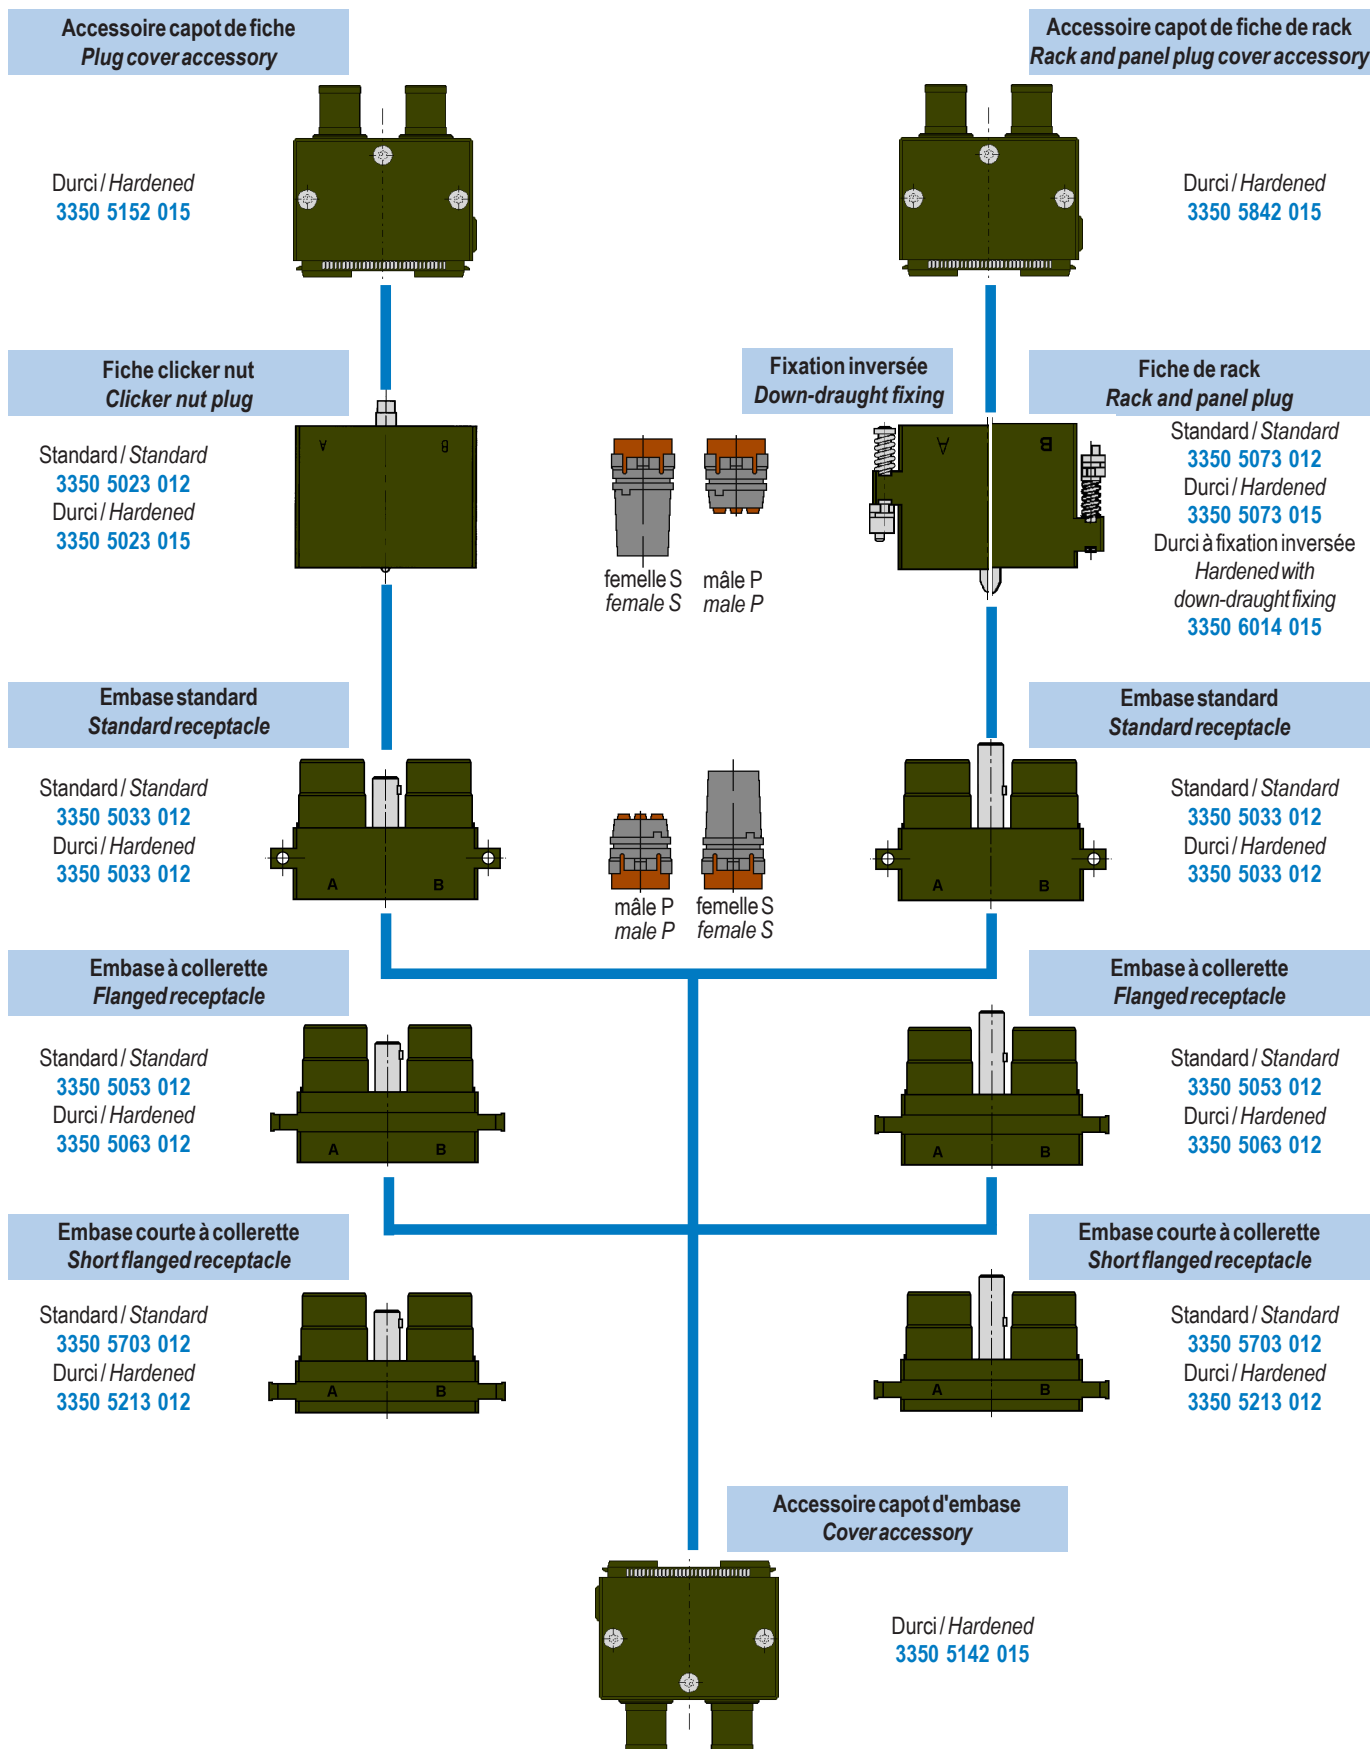 Accessoire capot de fiche
Plug cover accessory
Durci / Hardened
3350 5152 015
Accessoire capot de fiche de rack
Rack and panel plug cover accessory
Durci / Hardened
3350 5842 015
Fiche clicker nut
Clicker nut plug
Standard / Standard
3350 5023 012
Durci / Hardened
3350 5023 015
A B
femelle S
female S
mâle P
male P
Fixation inversée
Down-draught fixing
A B
Fiche de rack
Rack and panel plug
Standard / Standard
3350 5073 012
Durci / Hardened
3350 5073 015
Durci à fixation inversée
Hardened with
down-draught fixing
3350 6014 015
Embase standard
Standard receptacle
Standard / Standard
3350 5033 012
Durci / Hardened
3350 5033 012
A B
mâle P
male P
femelle S
female S
Embase standard
Standard receptacle
Standard / Standard
3350 5033 012
Durci / Hardened
3350 5033 012
A B
Embase à collerette
Flanged receptacle
Standard / Standard
3350 5053 012
Durci / Hardened
3350 5063 012
A B
Embase à collerette
Flanged receptacle
Standard / Standard
3350 5053 012
Durci / Hardened
3350 5063 012
A B
Embase courte à collerette
Short flanged receptacle
Standard / Standard
3350 5703 012
Durci / Hardened
3350 5213 012
A B
Embase courte à collerette
Short flanged receptacle
Standard / Standard
3350 5703 012
Durci / Hardened
3350 5213 012
A B
Accessoire capot d'embase
Cover accessory
Durci / Hardened
3350 5142 015